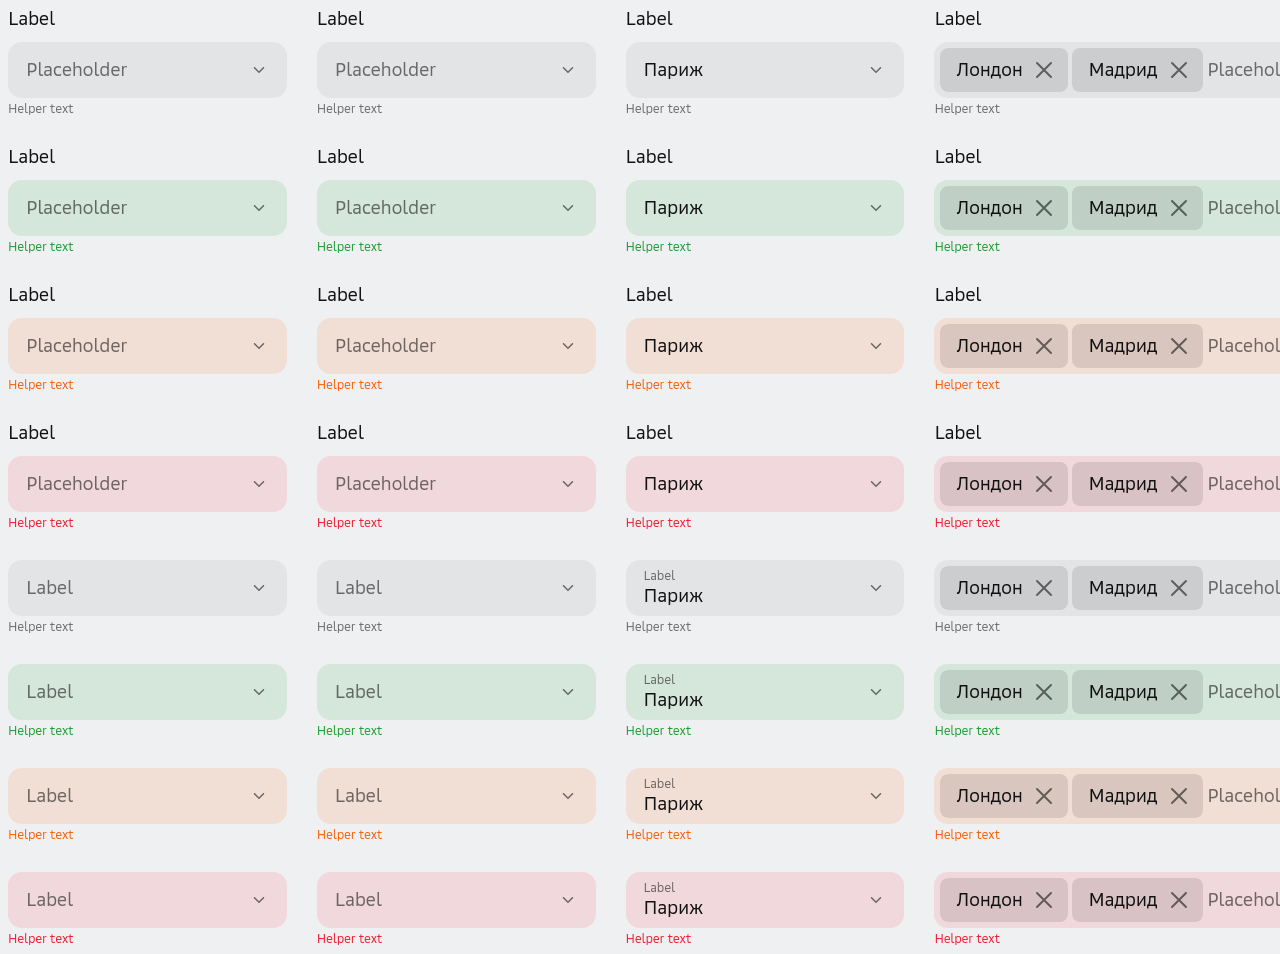 Label Label Label Label
Placeholder Placeholder Париж Лондон Мадрид Placehol
Helper text Helper text Helper text Helper text
Label Label Label Label
Placeholder Placeholder Париж Лондон Мадрид Placehol
Helper text Helper text Helper text Helper text
Label Label Label Label
Placeholder Placeholder Париж Лондон Мадрид Placehol
Helper text Helper text Helper text Helper text
Label Label Label Label
Placeholder Placeholder Париж Лондон Мадрид Placehol
Helper text Helper text Helper text Helper text
Label
Label Label Париж Лондон Мадрид Placehol
Helper text Helper text Helper text Helper text
Label
Label Label Париж Лондон Мадрид Placehol
Helper text Helper text Helper text Helper text
Label
Label Label Париж Лондон Мадрид Placehol
Helper text Helper text Helper text Helper text
Label
Label Label Париж Лондон Мадрид Placehol
Helper text Helper text Helper text Helper text